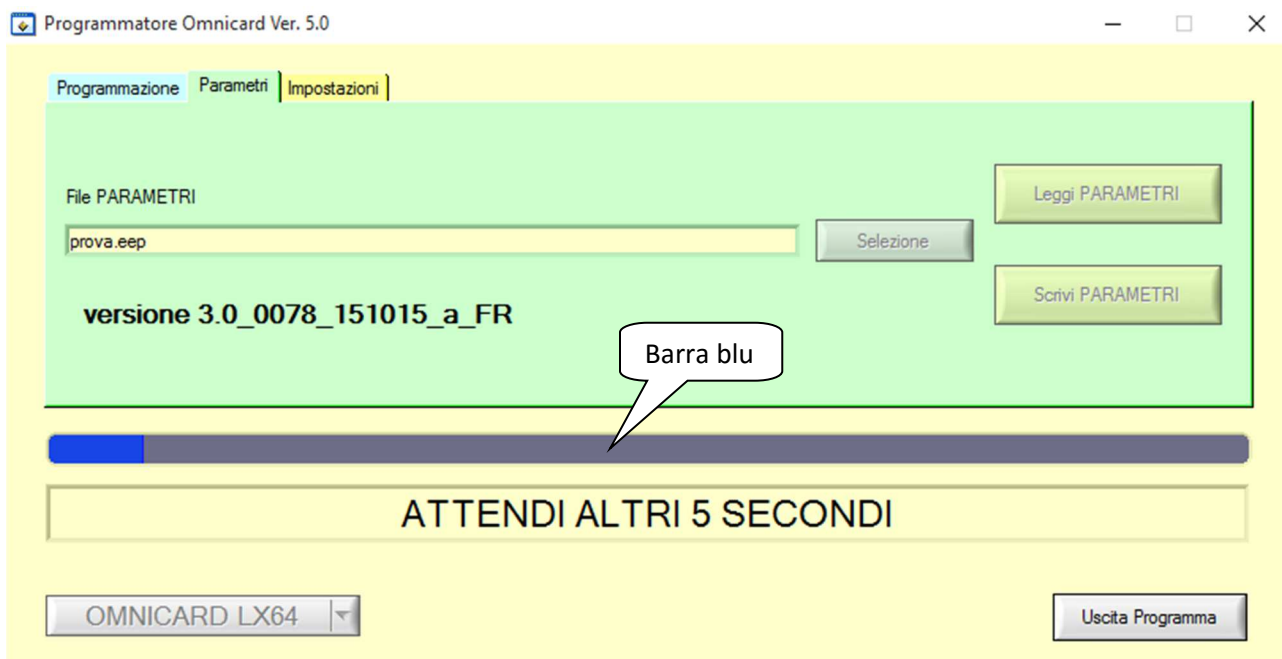 Programmatore Omnicard Ver. 5.0
Programmazione Parametri Impostazioni
File PARAMETRI
Leggi PARAMETRI
prova.eep
Selezione
Scrivi PARAMETRI
versione 3.0_0078_151015_a_FR
Barra blu
ATTENDI ALTRI 5 SECONDI
OMNICARD LX64
Uscita Programma